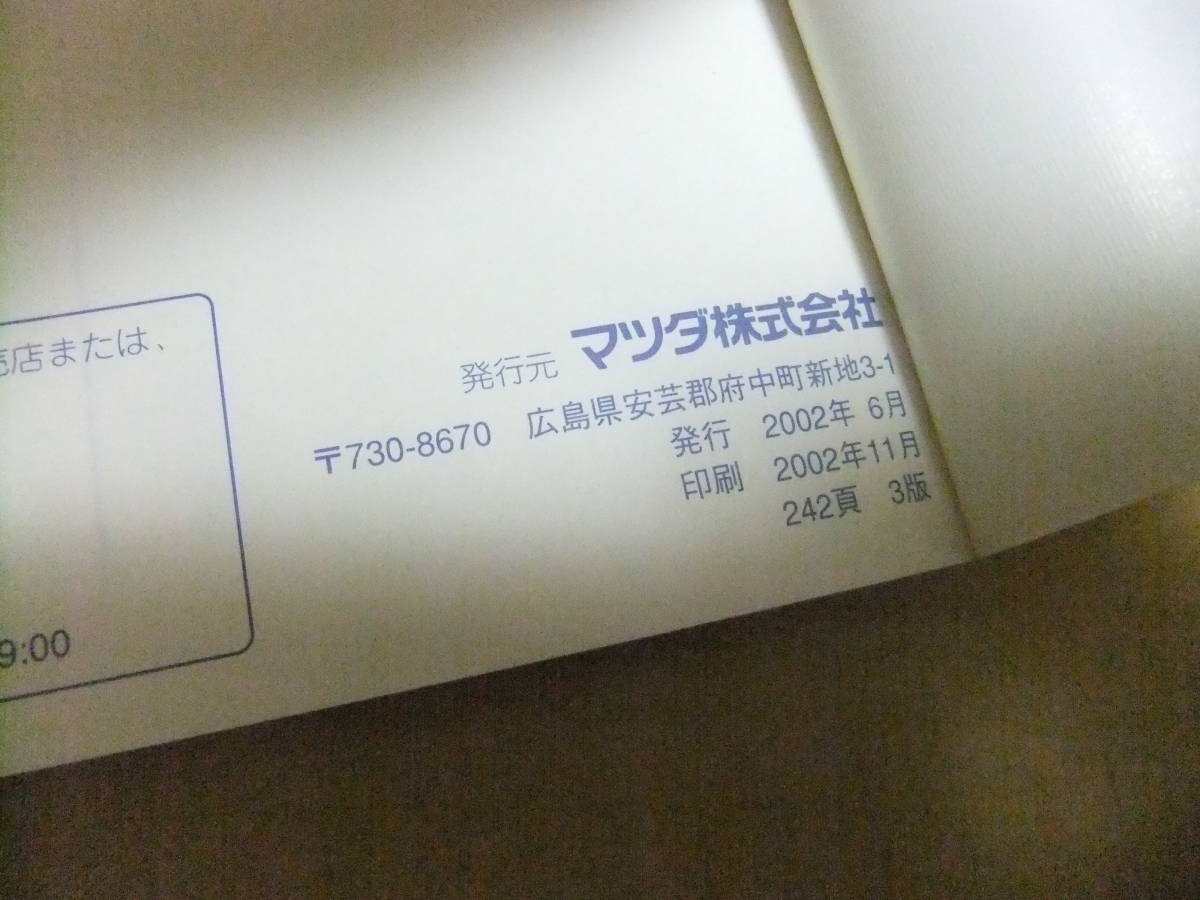 店または、
9:00
発行元 マツダ株式会社
〒730-8670 広島県安芸郡府中町新地3-1
発行 2002年 6月
印刷 2002年11月
242頁 3版